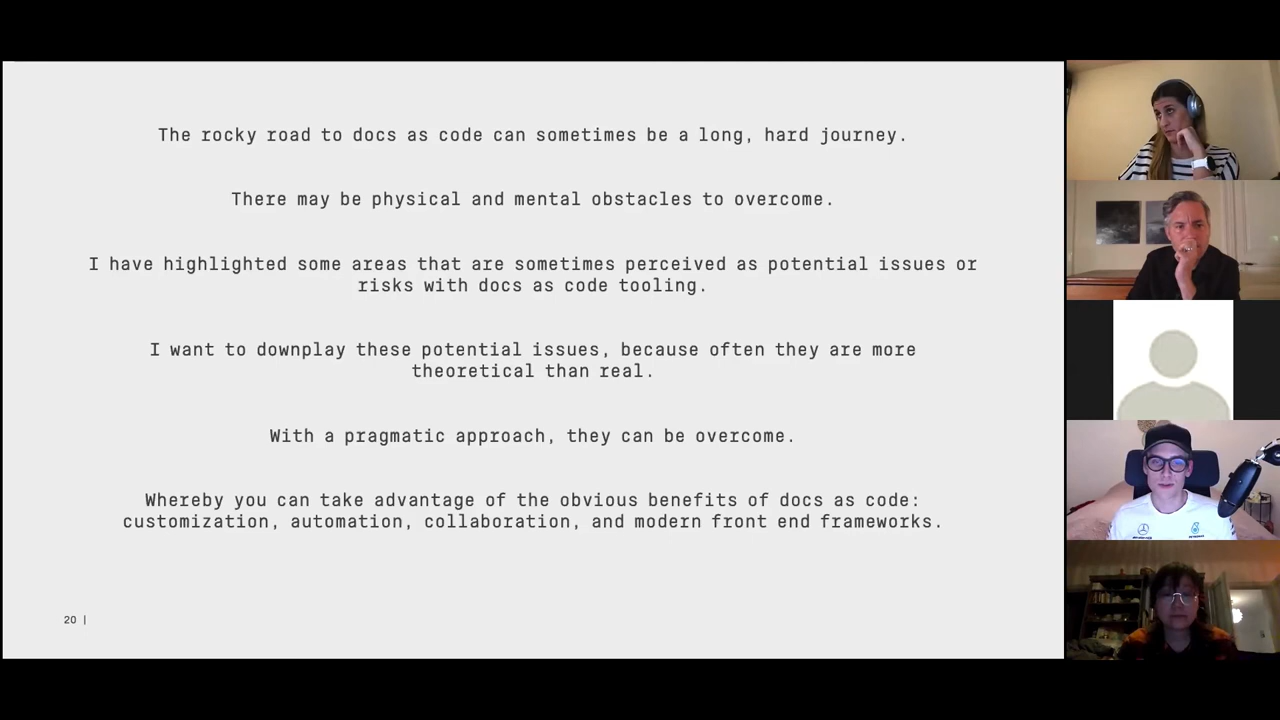 The rocky road to docs as code can sometimes be a long, hard journey.
There may be physical and mental obstacles to overcome.
I have highlighted some areas that are sometimes perceived as potential issues or
risks with docs as code tooling.
I want to downplay these potential issues, because often they are more
theoretical than real.
With a pragmatic approach, they can be overcome.
Whereby you can take advantage of the obvious benefits of docs as code:
customization, automation, collaboration, and modern front end frameworks.
20 |